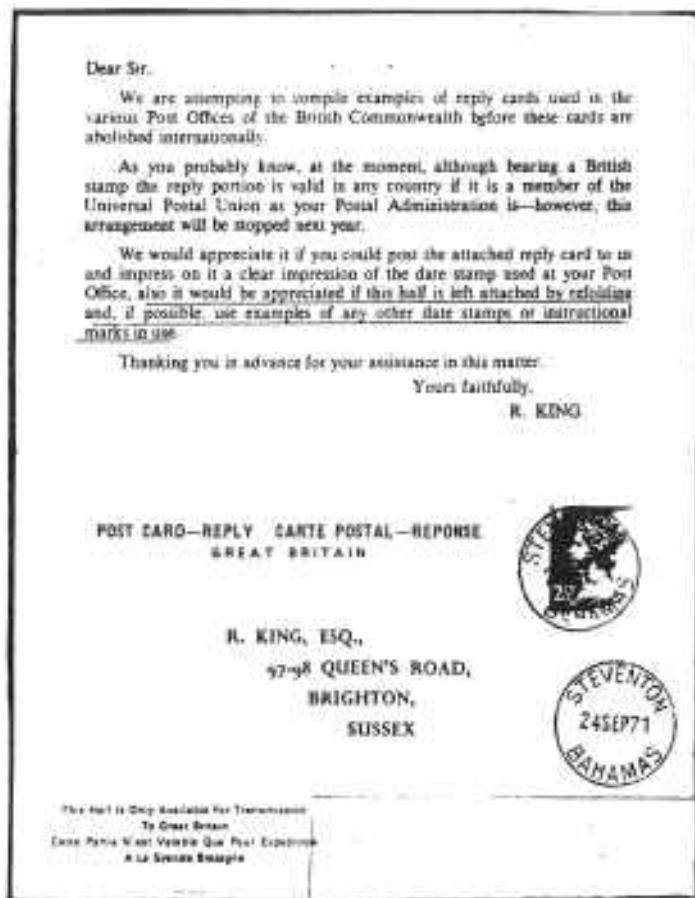 Dear Sir.
We are attempting to compile examples of reply cards used in the
various Post Offices of the British Commonwealth before these cards are
abolished internationally.
As you probably know, at the moment, although bearing a British
stamp the reply portion is valid in any country if it is a member of the
Universal Postal Union as your Postal Administration is—however, this
arrangement will be stopped next year.
We would appreciate it if you could post the attached reply card to us
and impress on it a clear impression of the date stamp used at your Post
Office, also it would be appreciated if this half is left attached by refolding
and, if possible, use examples of any other date stamps or instructional
marks in use
Thanking you in advance for your assistance in this matter.
Yours faithfully,
R. KING
POST CARD—REPLY CARTE POSTAL—REPONSE
GREAT BRITAIN
BAHAMAS
R. KING, ESQ.,
97-98 QUEEN'S ROAD,
BRIGHTON,
SUSSEX
STEVENTON
24SEP71
BAHAMAS
This Half Is Only Available For Transmission
To Great Britain
Cette Partie N'est Valable Que Pour
A La